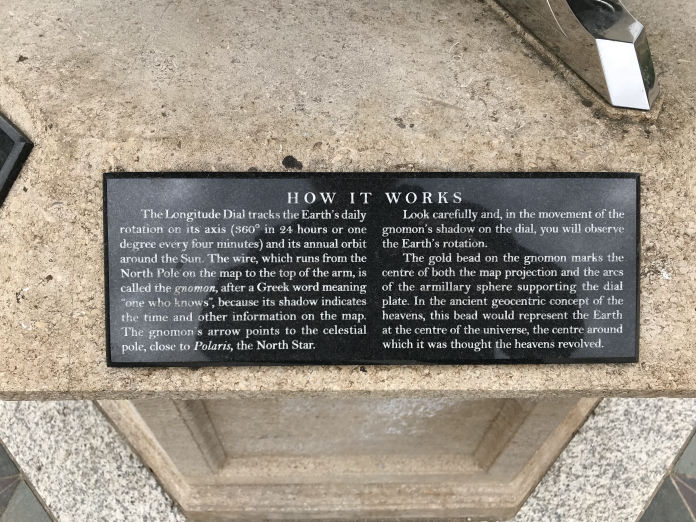 HOW IT WORKS
The Longitude Dial tracks the Earth's daily
rotation on its axis (360° in 24 hours or one
degree every four minutes) and its annual orbit
around the Sun. The wire, which runs from the
North Pole on the map to the top of the arm, is
called the gnomon, after a Greek word meaning
"one who knows", because its shadow indicates
the time and other information on the map.
The gnomon's arrow points to the celestial
pole, close to Polaris, the North Star.
Look carefully and, in the movement of the
gnomon's shadow on the dial, you will observe
the Earth's rotation.
The gold bead on the gnomon marks the
centre of both the map projection and the arcs
of the armillary sphere supporting the dial
plate. In the ancient geocentric concept of the
heavens, this bead would represent the Earth
at the centre of the universe, the centre around
which it was thought the heavens revolved.